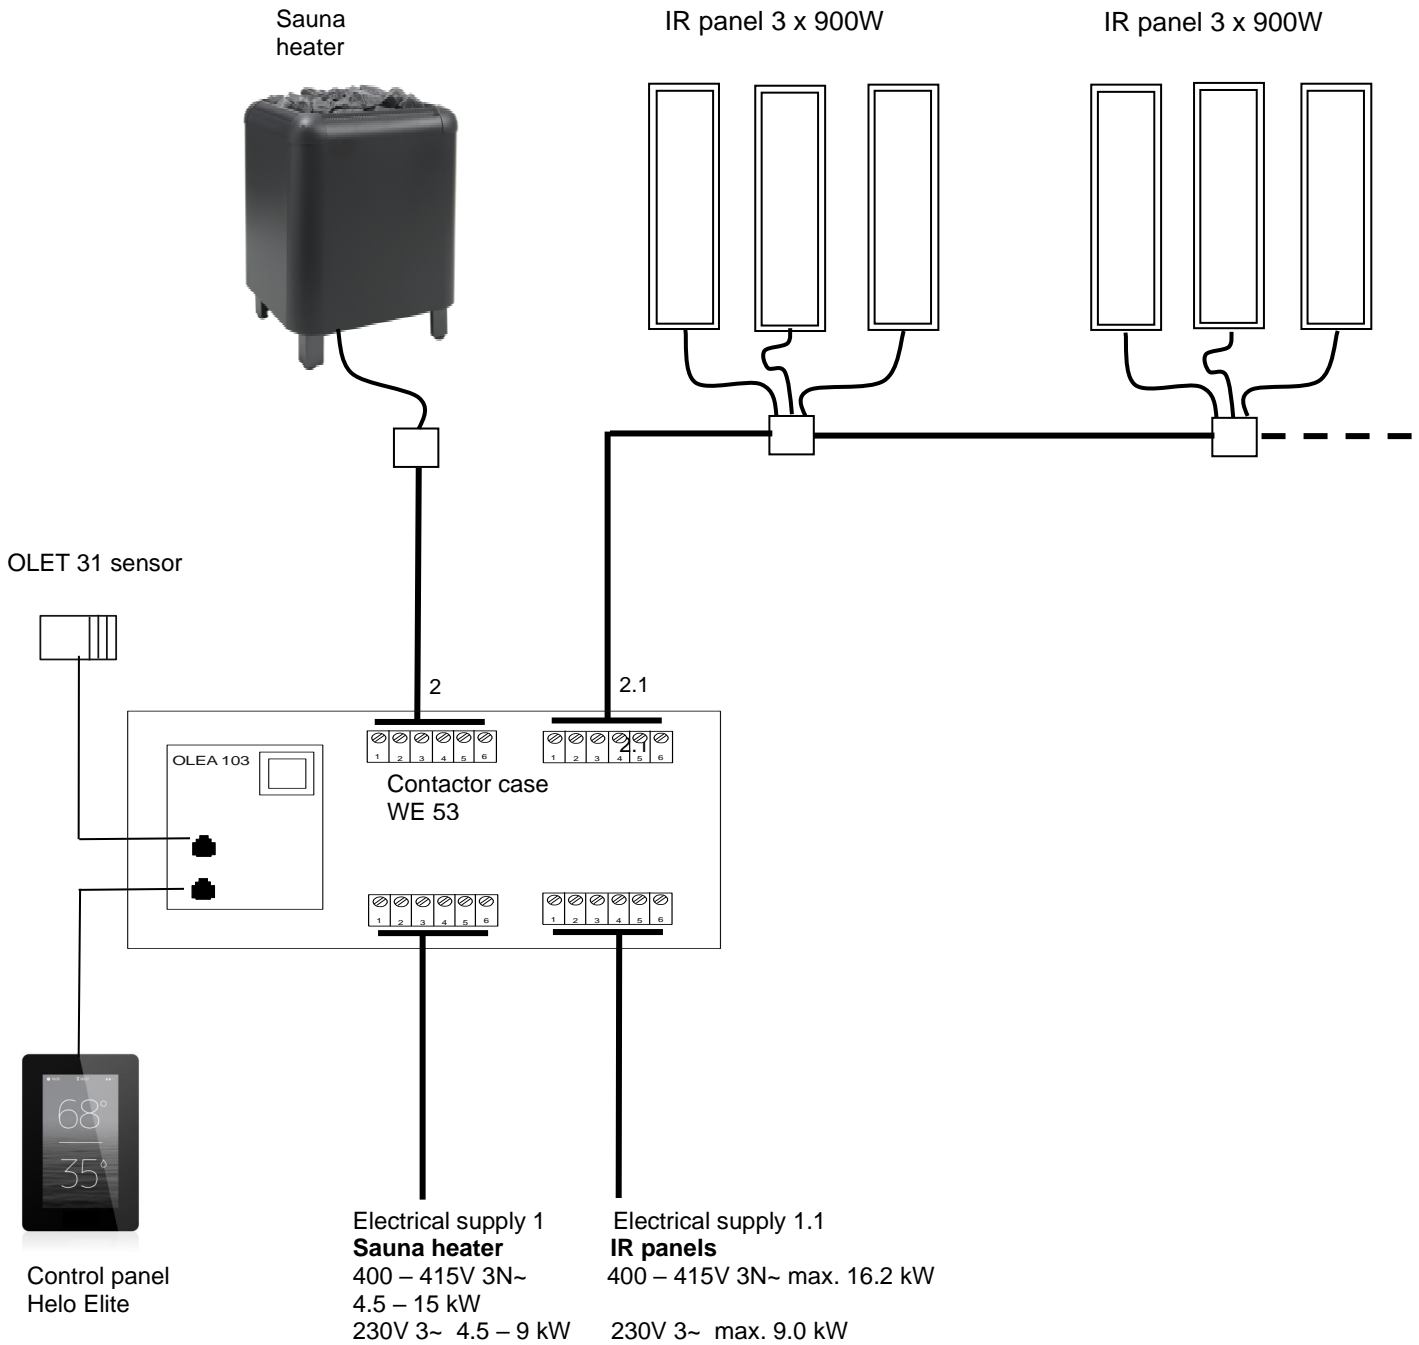 Sauna
heater
IR panel 3 x 900W
IR panel 3 x 900W
OLET 31 sensor
2
2.1
1 2 3 4 5 6
1 2 3 4 5 6
2.1
OLEA 103
Contactor case
WE 53
1 2 3 4 5 6
1 2 3 4 5 6
68°
35°
Control panel
Helo Elite
Electrical supply 1
Sauna heater
400 – 415V 3N~
4.5 – 15 kW
230V 3~ 4.5 – 9 kW
Electrical supply 1.1
IR panels
400 – 415V 3N~ max. 16.2 kW
230V 3~ max. 9.0 kW